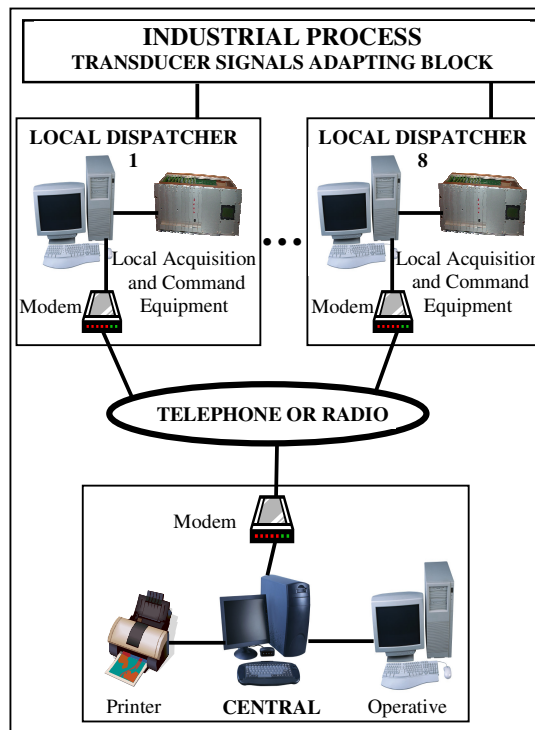 INDUSTRIAL PROCESS
TRANSDUCER SIGNALS ADAPTING BLOCK
LOCAL DISPATCHER
1
Local Acquisition
and Command
Equipment
Modem
...
LOCAL DISPATCHER
8
Local Acquisition
and Command
Equipment
Modem
TELEPHONE OR RADIO
Modem
Printer
CENTRAL
Operative